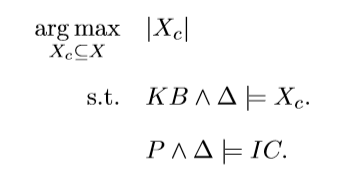 arg max |X_c|
X_c⊆X
s.t. KB ∧ Δ ⊨ X_c.
P ∧ Δ ⊨ IC.